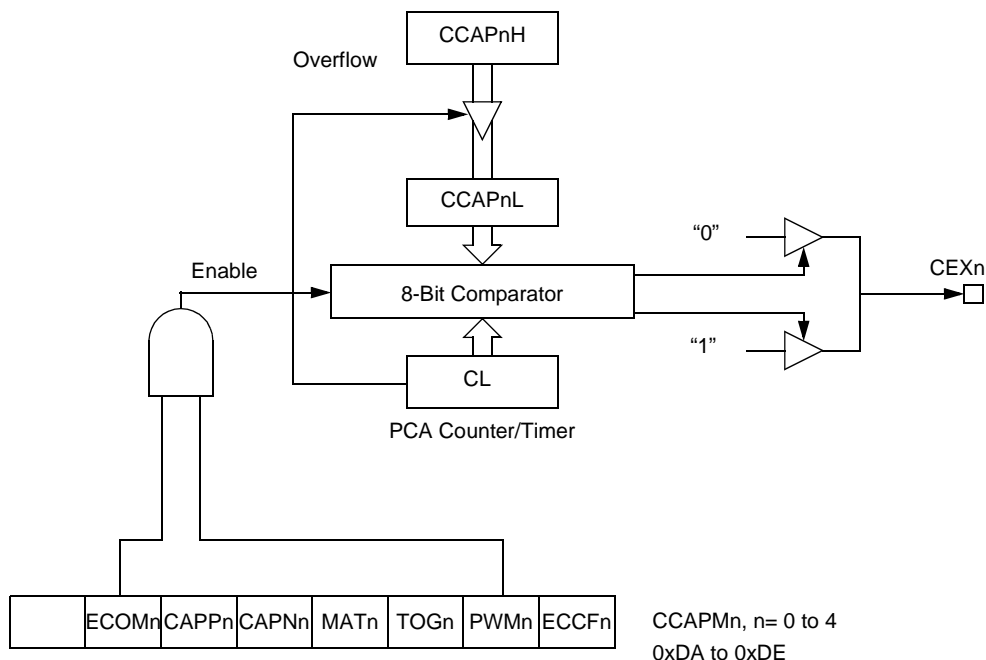 CCAPnH
Overflow
CCAPnL
“0”
Enable
CEXn
8-Bit Comparator
“1”
CL
PCA Counter/Timer
ECOMn CAPPn CAPNn MATn TOGn PWMn ECCFn
CCAPMn, n= 0 to 4
0xDA to 0xDE